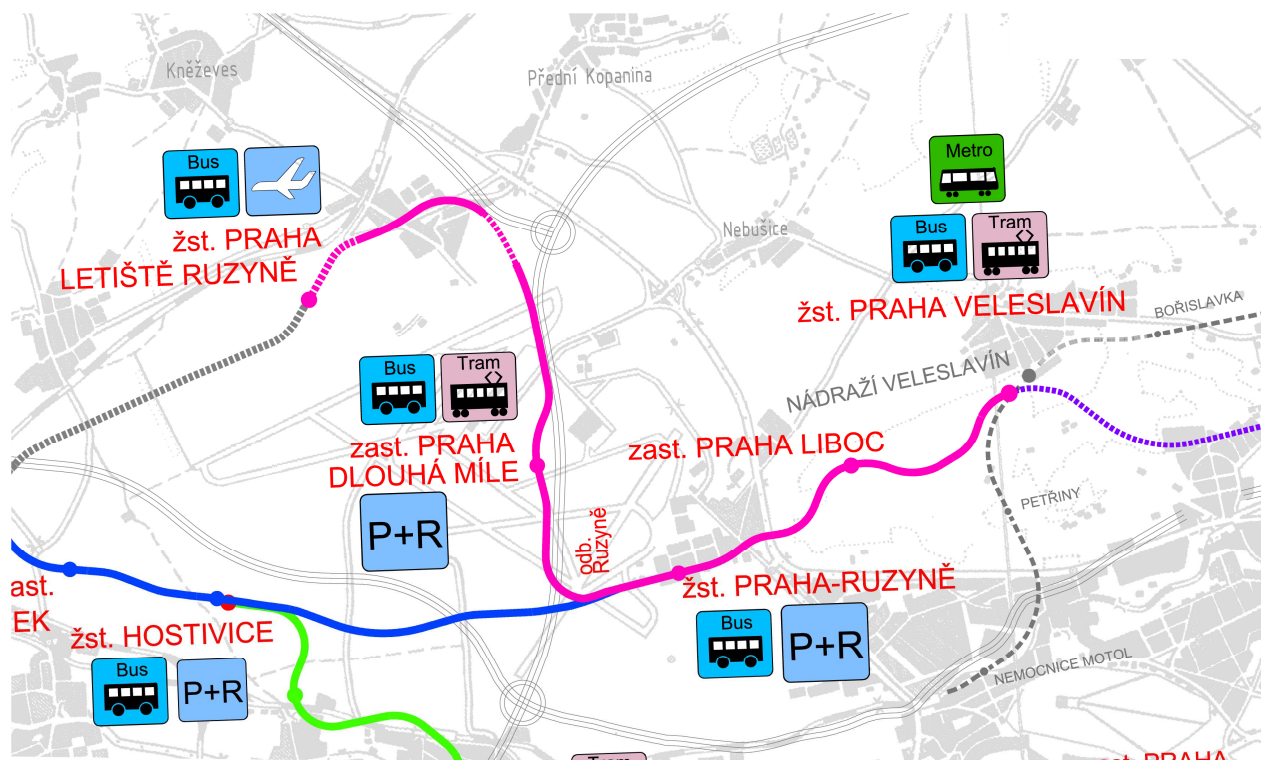 Kněževes
Přední Kopanina
Metro
Bus
žst. PRAHA
LETIŠTĚ RUZYNĚ
Nebušice
Bus
Tram
žst. PRAHA VELESLAVÍN
BOŘISLAVKA
NÁDRAŽÍ VELESLAVÍN
Bus
Tram
zast. PRAHA
DLOUHÁ MÍLE
P+R
zast. PRAHA LIBOC
PETŘINY
odb.
Ruzyně
žst. PRAHA-RUZYNĚ
Bus
P+R
ast.
EK
žst. HOSTIVICE
Bus
P+R
NEMOCNICE MOTOL
Tram
PRAHA